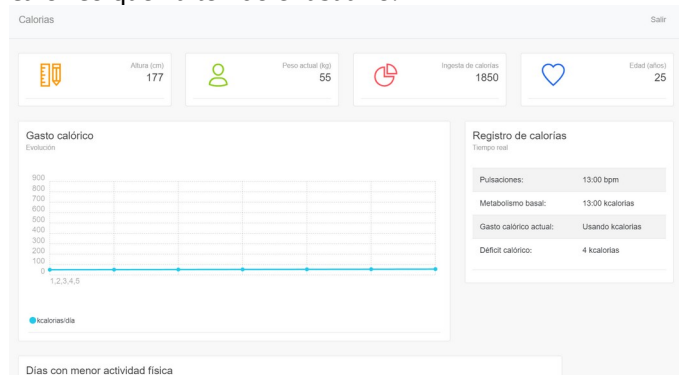 Calorías
Salir
Altura (cm)
177
Peso actual (kg)
55
Ingesta de calorías
1850
Edad (años)
25
Gasto calórico
Evolución
900
800
700
600
500
400
300
200
100
0
1,2,3,4,5
kcalorias/día
Registro de calorías
Tiempo real
Pulsaciones: 13:00 bpm
Metabolismo basal: 13:00 kcalorias
Gasto calórico actual: Usando kcalorias
Déficit calórico: 4 kcalorias
Días con menor actividad física